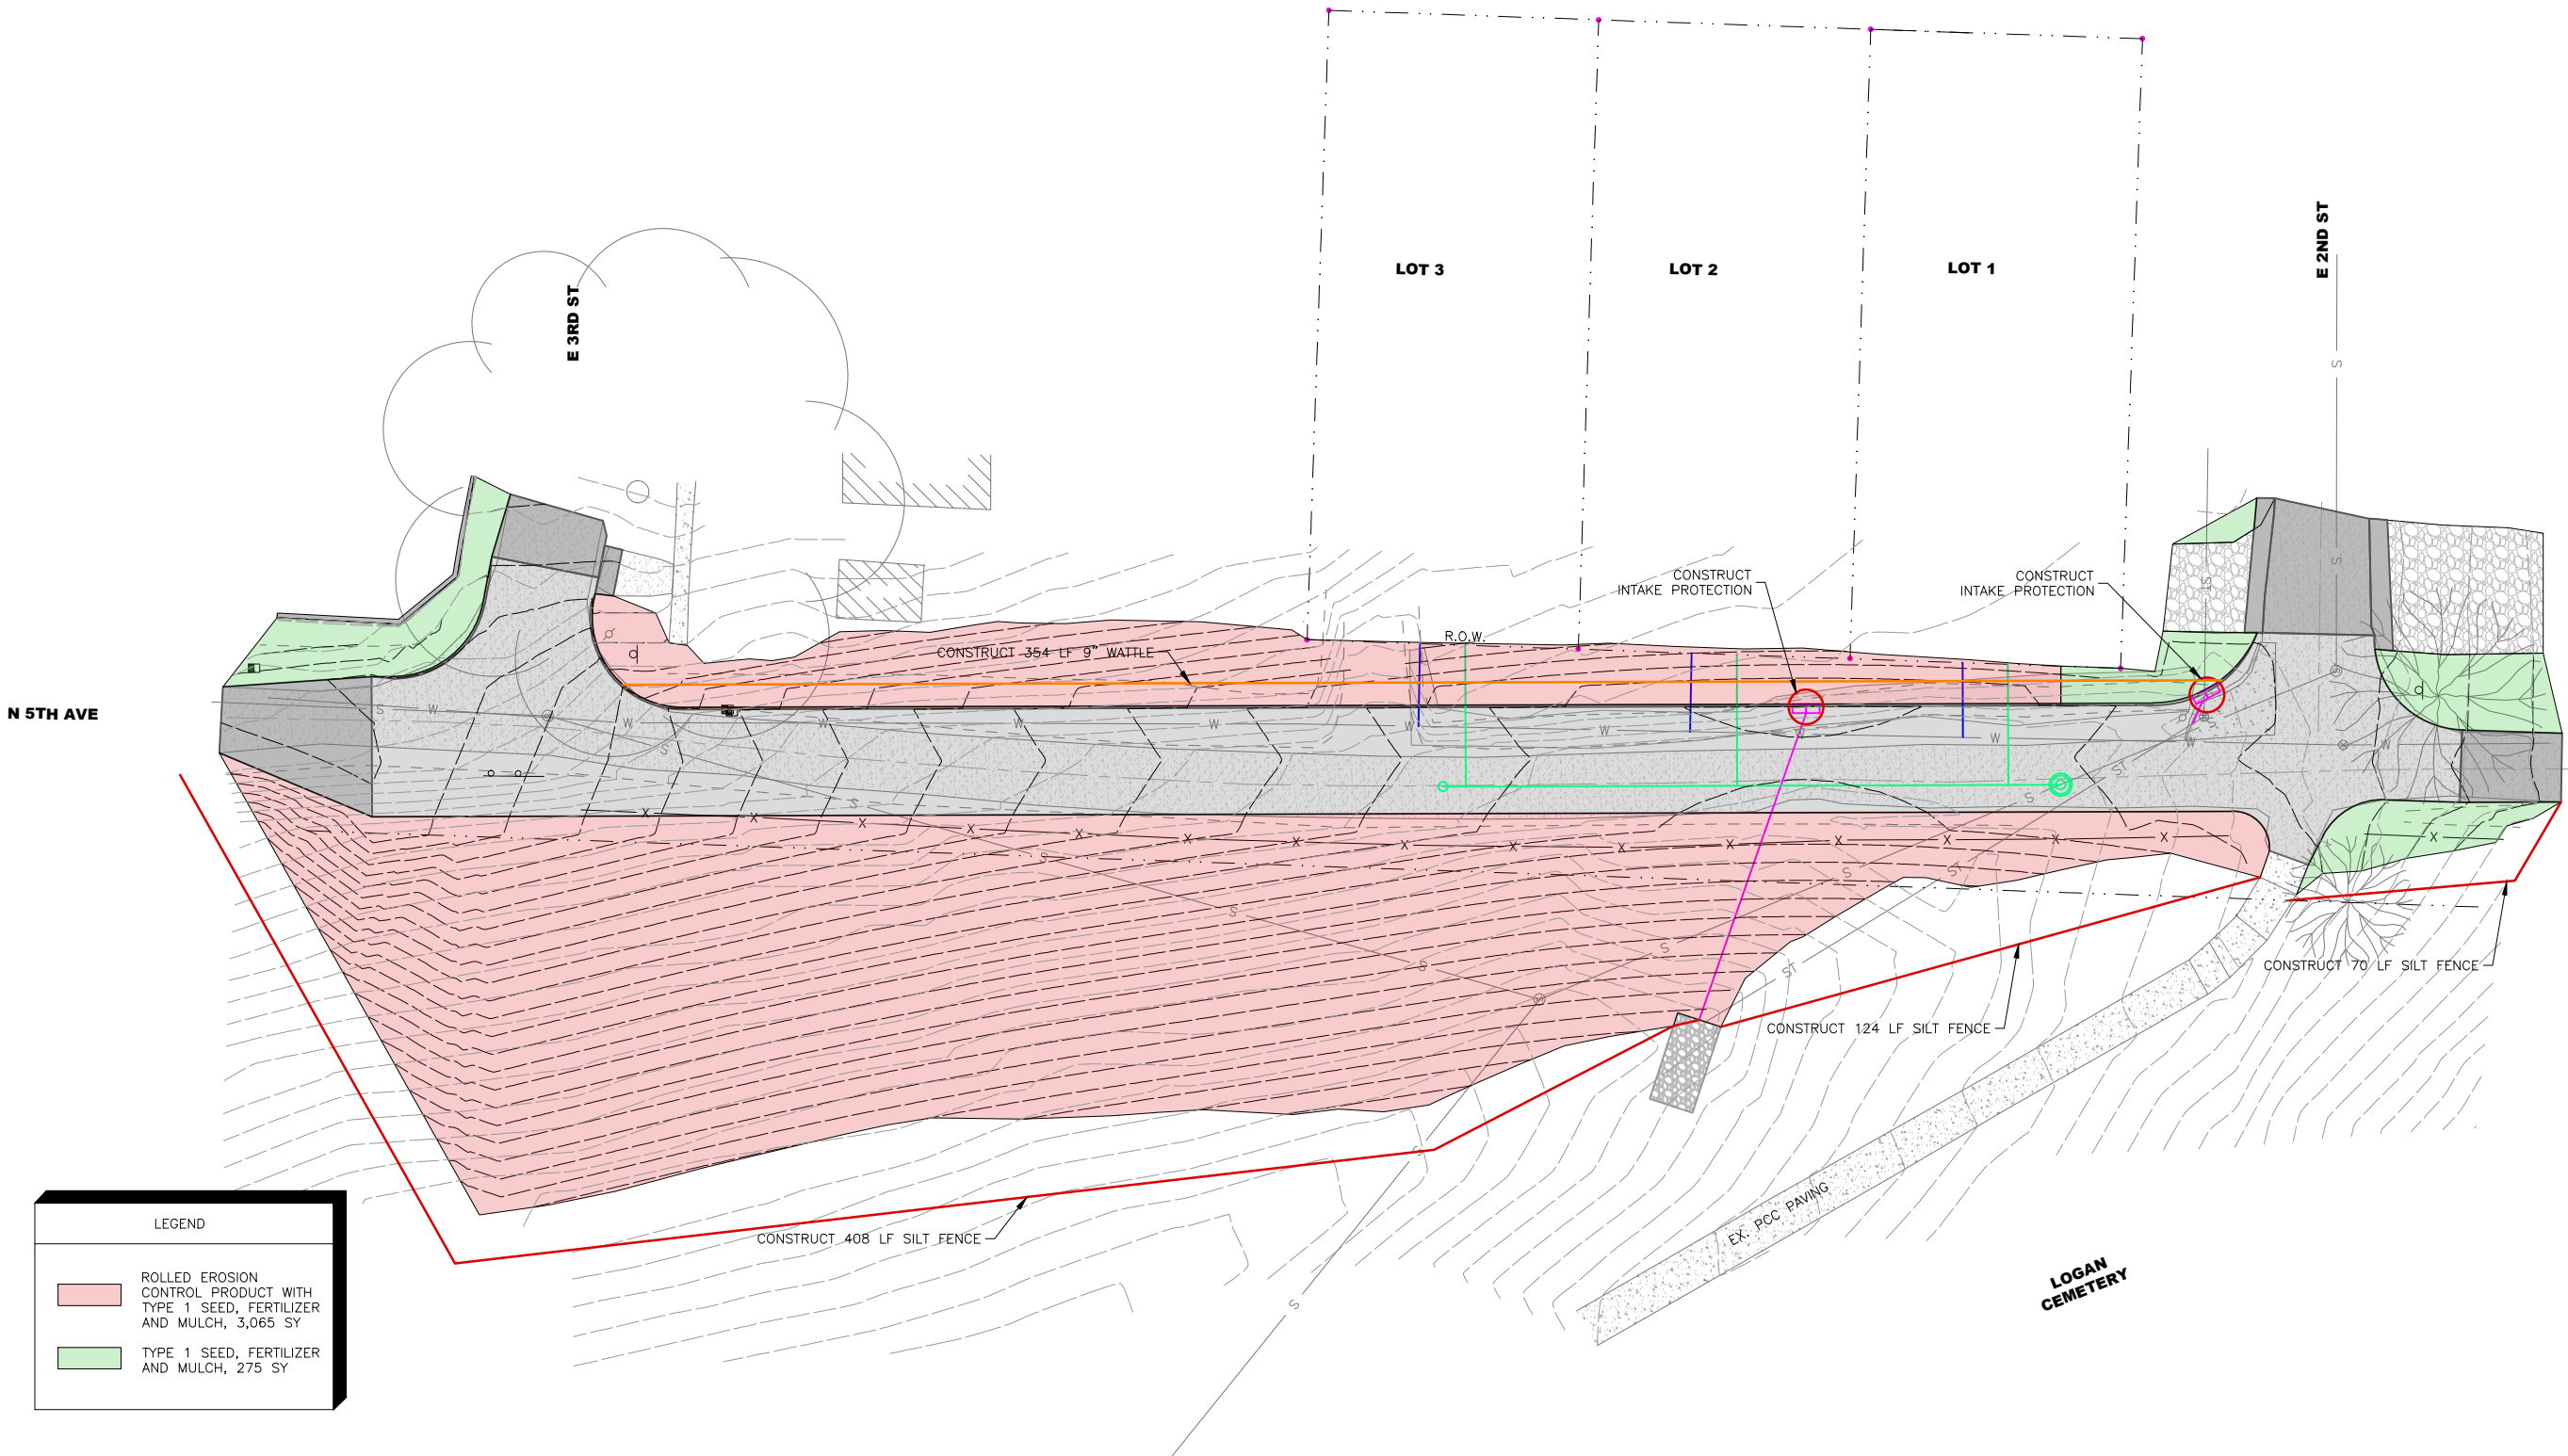 E 2ND ST
LOT 3
LOT 2
LOT 1
E 3RD ST
CONSTRUCT
INTAKE PROTECTION
CONSTRUCT
INTAKE PROTECTION
R.O.W.
CONSTRUCT 354 LF 9" WATTLE
N 5TH AVE
CONSTRUCT 70 LF SILT FENCE
CONSTRUCT 124 LF SILT FENCE
CONSTRUCT 408 LF SILT FENCE
EX. PCC PAVING
LOGAN
CEMETERY
LEGEND
ROLLED EROSION
CONTROL PRODUCT WITH
TYPE 1 SEED, FERTILIZER
AND MULCH, 3,065 SY
TYPE 1 SEED, FERTILIZER
AND MULCH, 275 SY